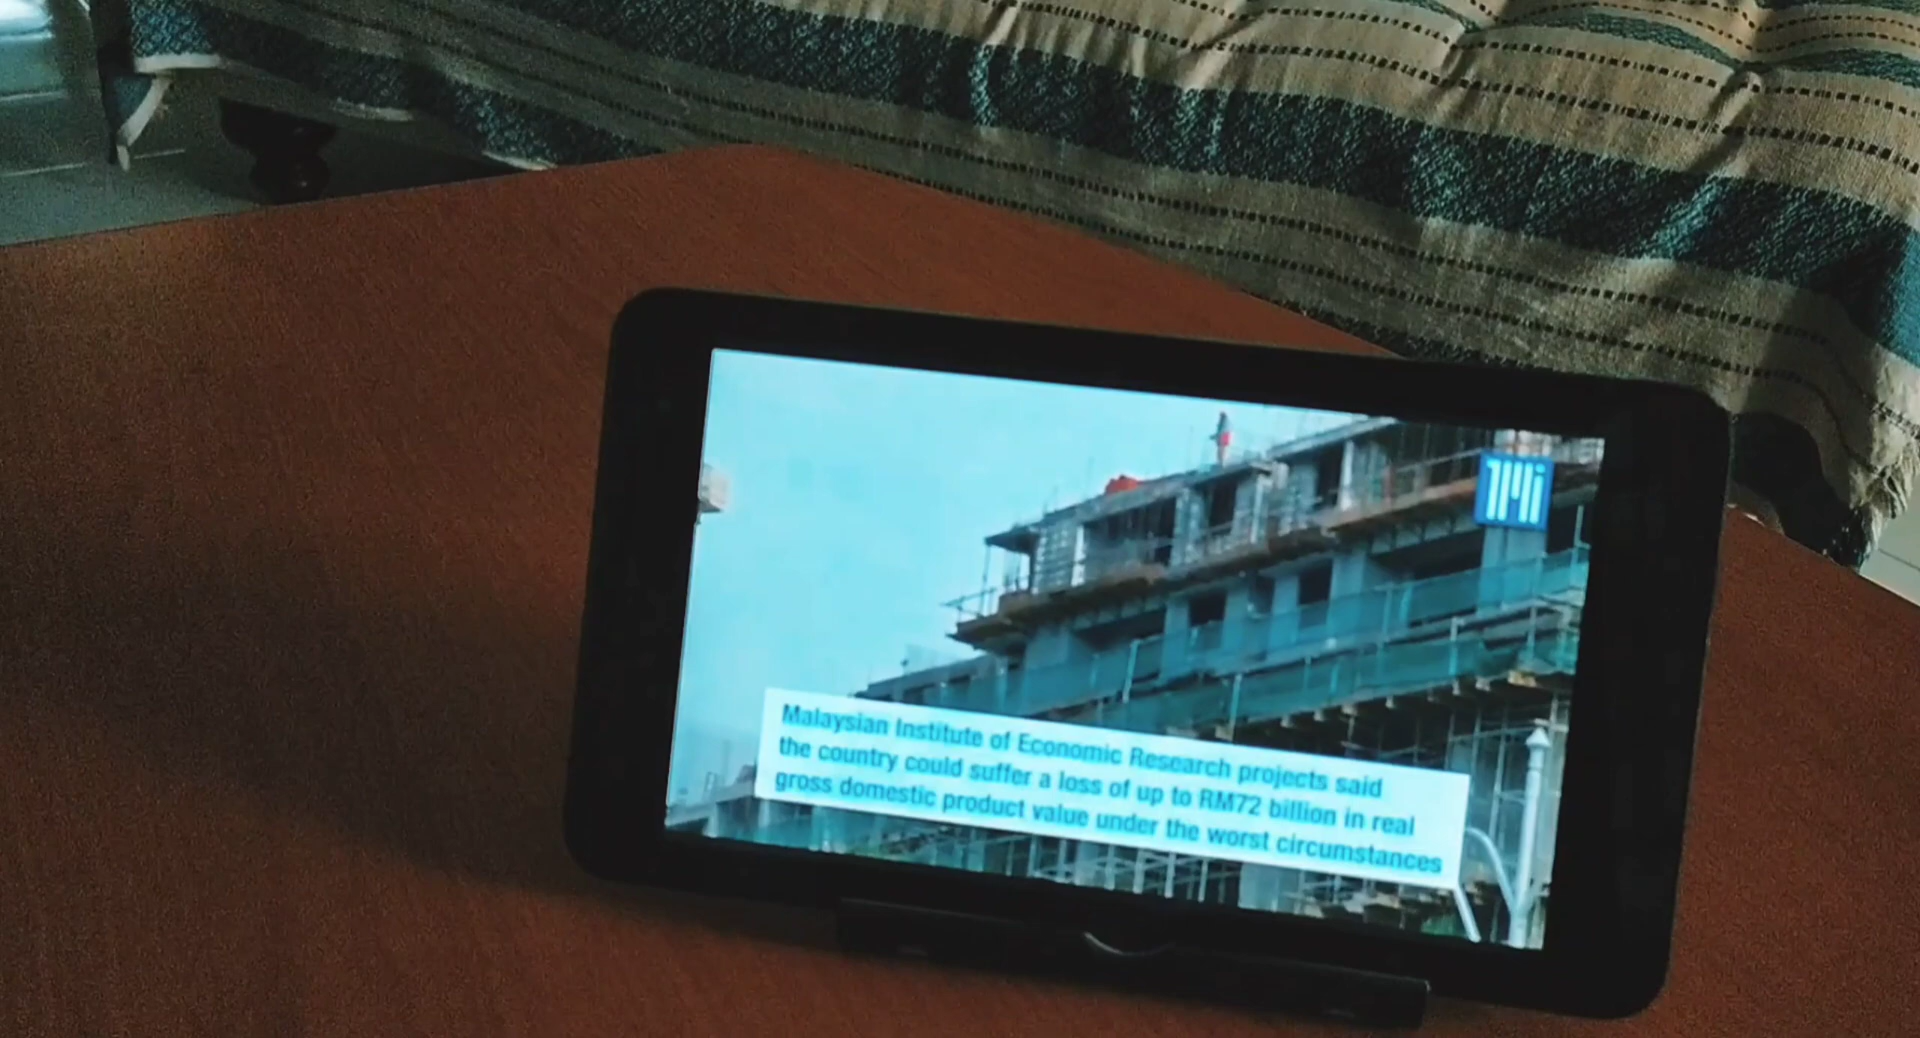 Malaysian Institute of Economic Research projects said
the country could suffer a loss of up to RM72 billion in real
gross domestic product value under the worst circumstances